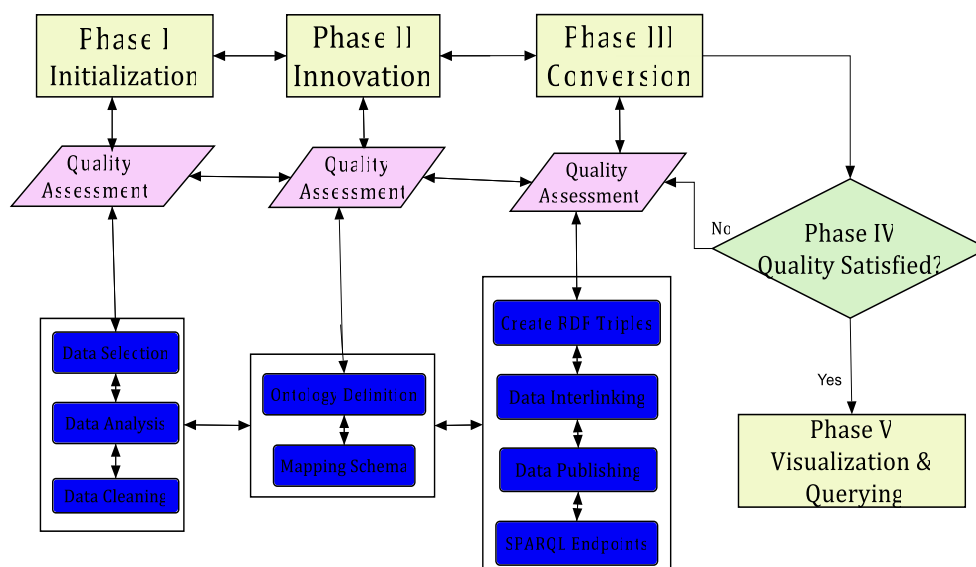 Phase I
Initialization
Phase II
Innovation
Phase III
Conversion
Quality
Assessment
Quality
Assessment
Quality
Assessment
No
Phase IV
Quality Satisfied?
Data Selection
Data Analysis
Data Cleaning
Ontology Definition
Mapping Schema
Create RDF Triples
Data Interlinking
Data Publishing
SPARQL Endpoints
Yes
Phase V
Visualization &
Querying